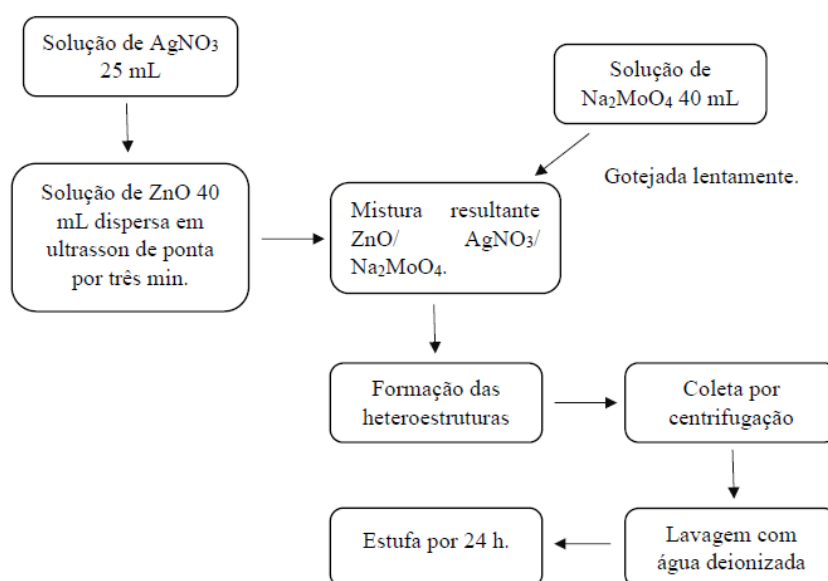 Solução de AgNO₃
25 mL
Solução de
Na₂MoO₄ 40 mL
Gotejada lentamente.
Solução de ZnO 40
mL dispersa em
ultrasson de ponta
por três min.
Mistura resultante
ZnO/ AgNO₃/
Na₂MoO₄.
Formação das
heteroestruturas
Coleta por
centrifugação
Lavagem com
água deionizada
Estufa por 24 h.